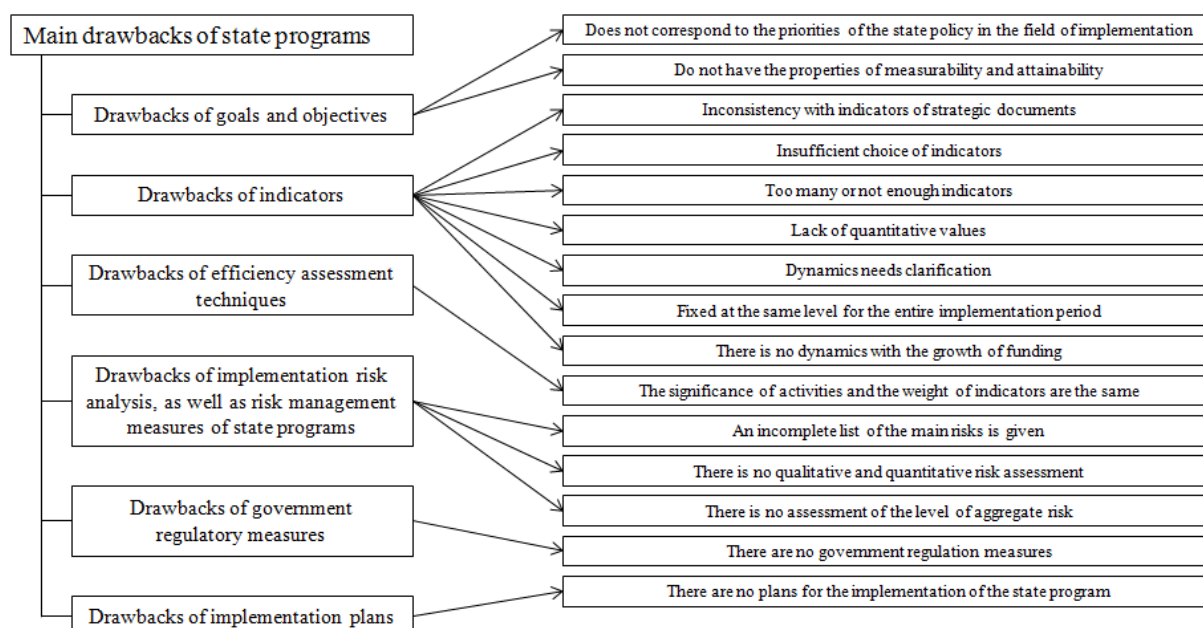 Main drawbacks of state programs
Drawbacks of goals and objectives
Drawbacks of indicators
Drawbacks of efficiency assessment
techniques
Drawbacks of implementation risk
analysis, as well as risk management
measures of state programs
Drawbacks of government
regulatory measures
Drawbacks of implementation plans
Does not correspond to the priorities of the state policy in the field of implementation
Do not have the properties of measurability and attainability
Inconsistency with indicators of strategic documents
Insufficient choice of indicators
Too many or not enough indicators
Lack of quantitative values
Dynamics needs clarification
Fixed at the same level for the entire implementation period
There is no dynamics with the growth of funding
The significance of activities and the weight of indicators are the same
An incomplete list of the main risks is given
There is no qualitative and quantitative risk assessment
There is no assessment of the level of aggregate risk
There are no government regulation measures
There are no plans for the implementation of the state program